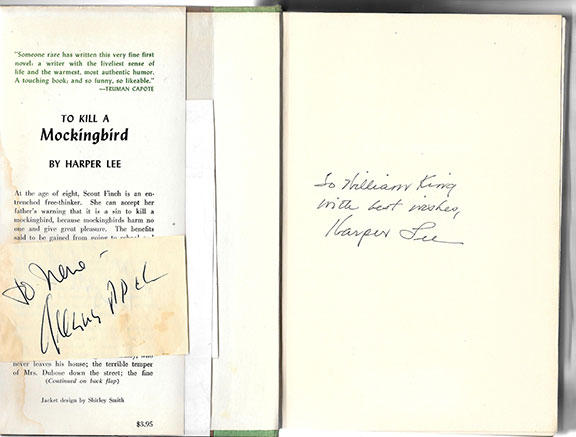 "Someone rare has written this very fine first
novel: a writer with the liveliest sense of
life and the warmest, most authentic humor.
A touching book; and so funny, so likeable."
—TRUMAN CAPOTE
TO KILL A
Mockingbird
BY HARPER LEE
At the age of eight, Scout Finch is an en-
trenched free-thinker. She can accept her
father's warning that it is a sin to kill a
mockingbird, because mockingbirds harm no
one and give great pleasure. The benefits
said to be gained from going to school and
To
Gregory Peck
never leaves his house; the terrible temper
of Mrs. Dubose down the street; the fine
(Continued on back flap)
Jacket design by Shirley Smith
$3.95
To William King
with best wishes,
Harper Lee